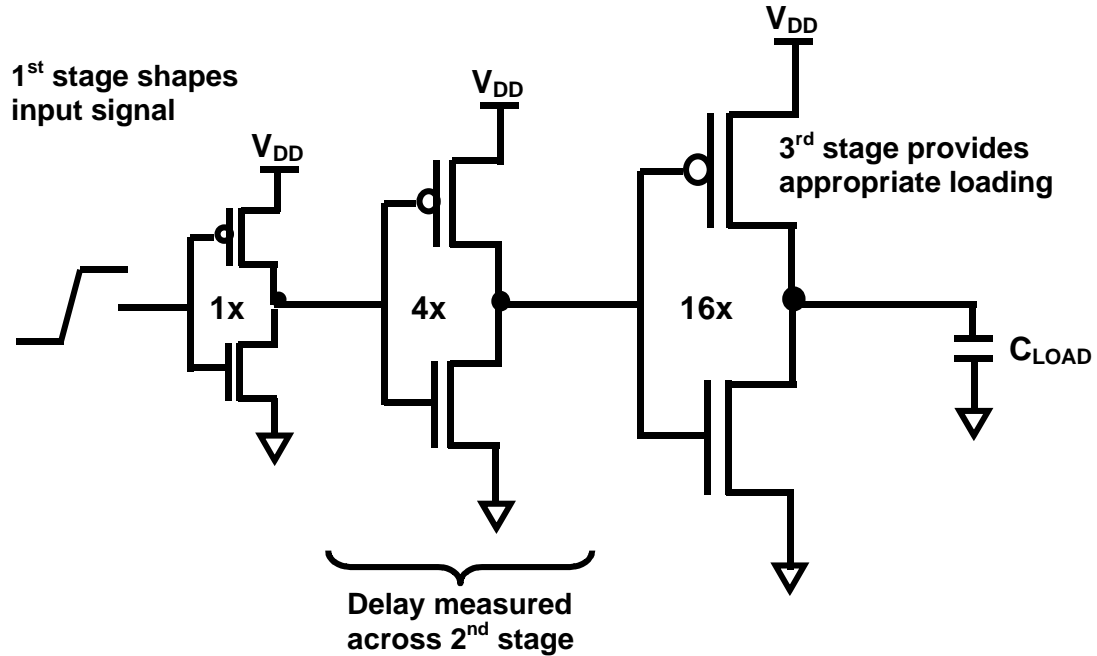 1st stage shapes
input signal
VDD
VDD
VDD
3rd stage provides
appropriate loading
1x
4x
16x
CLOAD
Delay measured
across 2nd stage